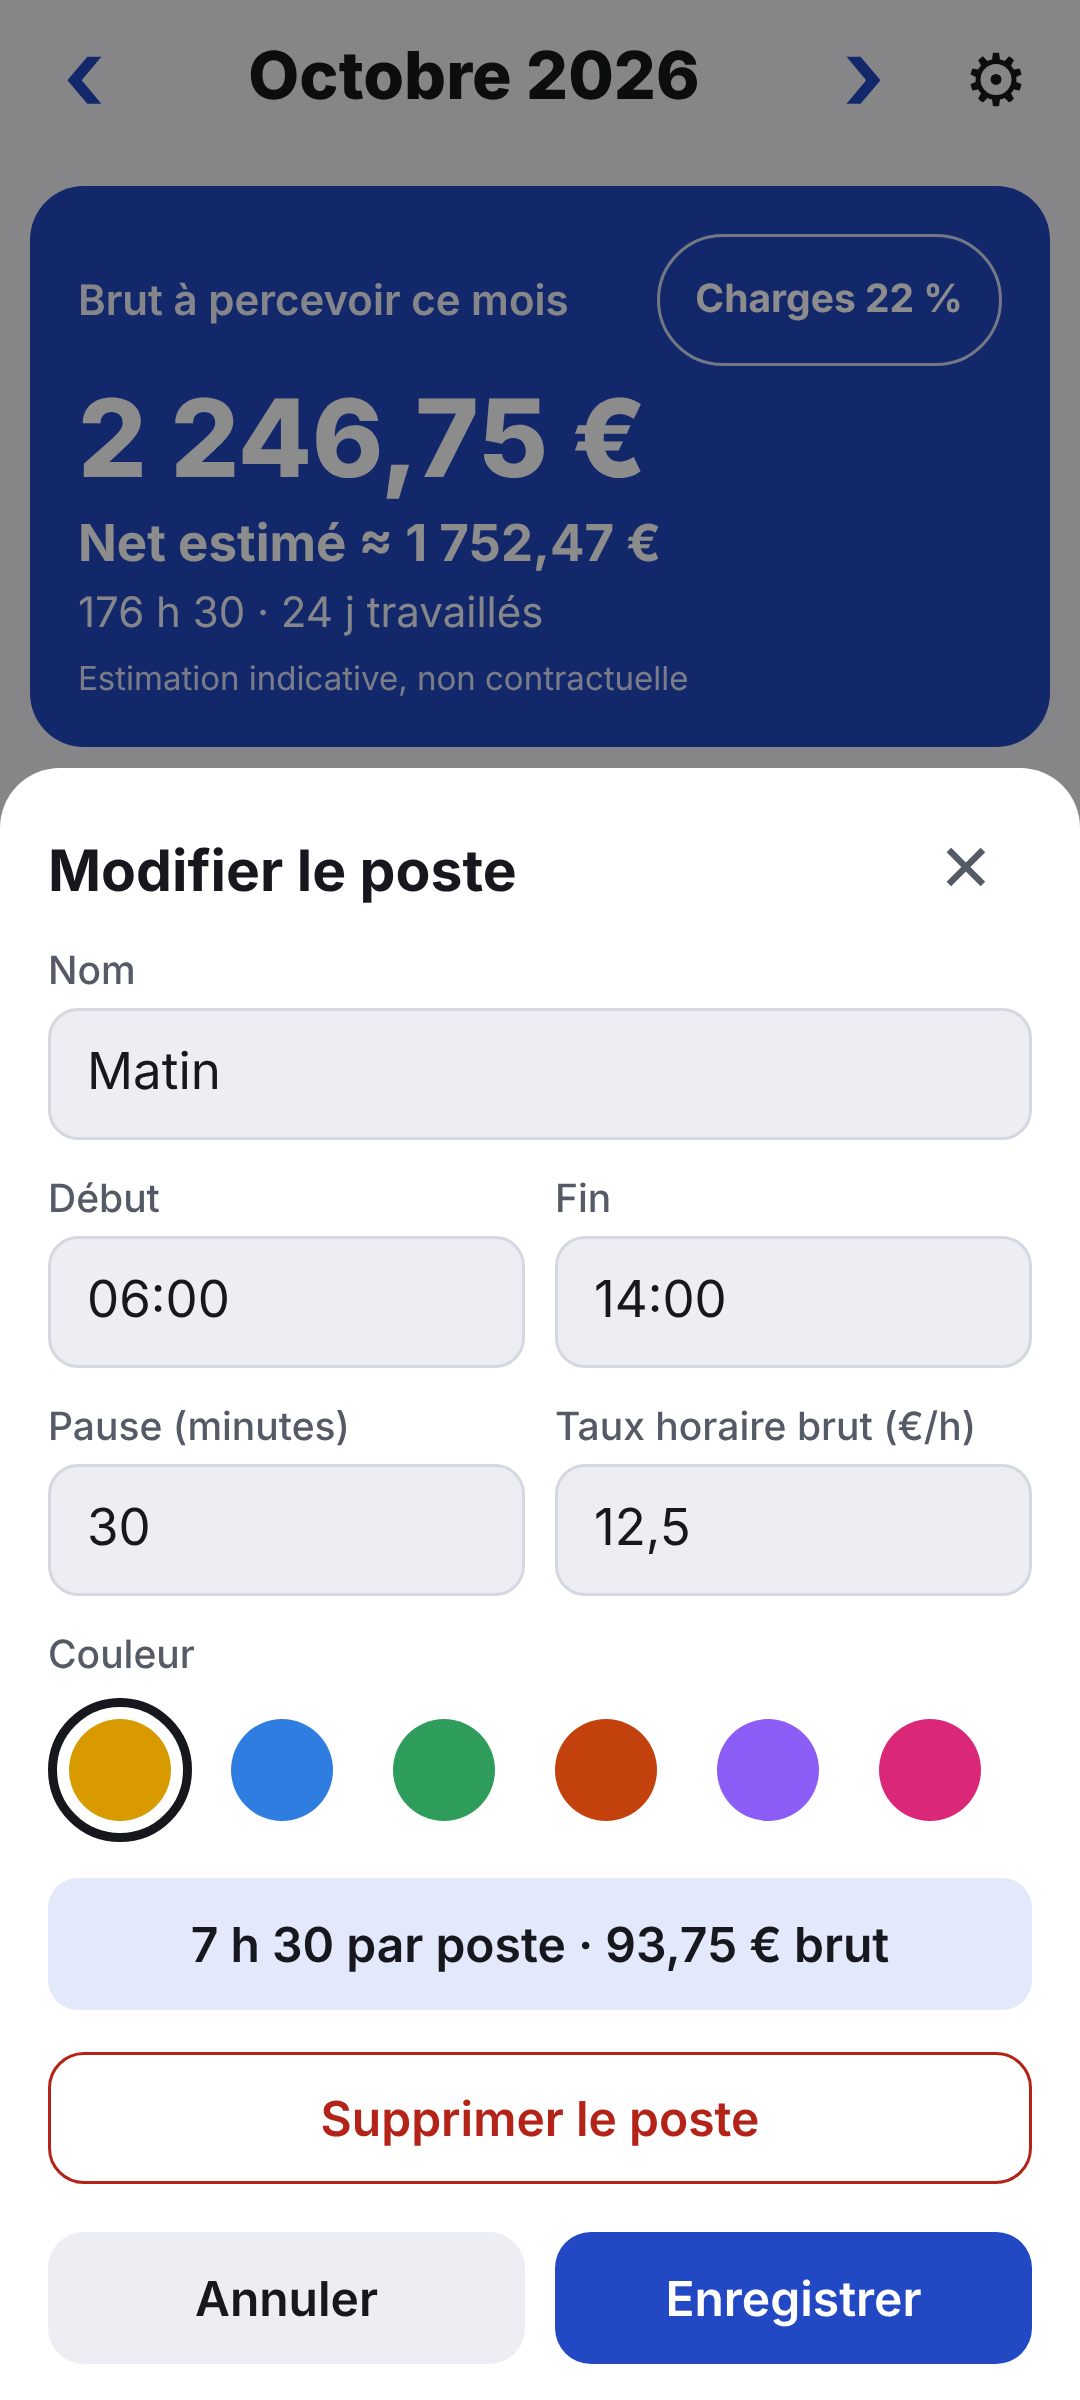 Octobre 2026
Brut à percevoir ce mois
Charges 22 %
2 246,75 €
Net estimé ≈ 1 752,47 €
176 h 30 · 24 j travaillés
Estimation indicative, non contractuelle
Modifier le poste
Nom
Matin
Début
Fin
06:00
14:00
Pause (minutes)
Taux horaire brut (€/h)
30
12,5
Couleur
7 h 30 par poste · 93,75 € brut
Supprimer le poste
Annuler
Enregistrer